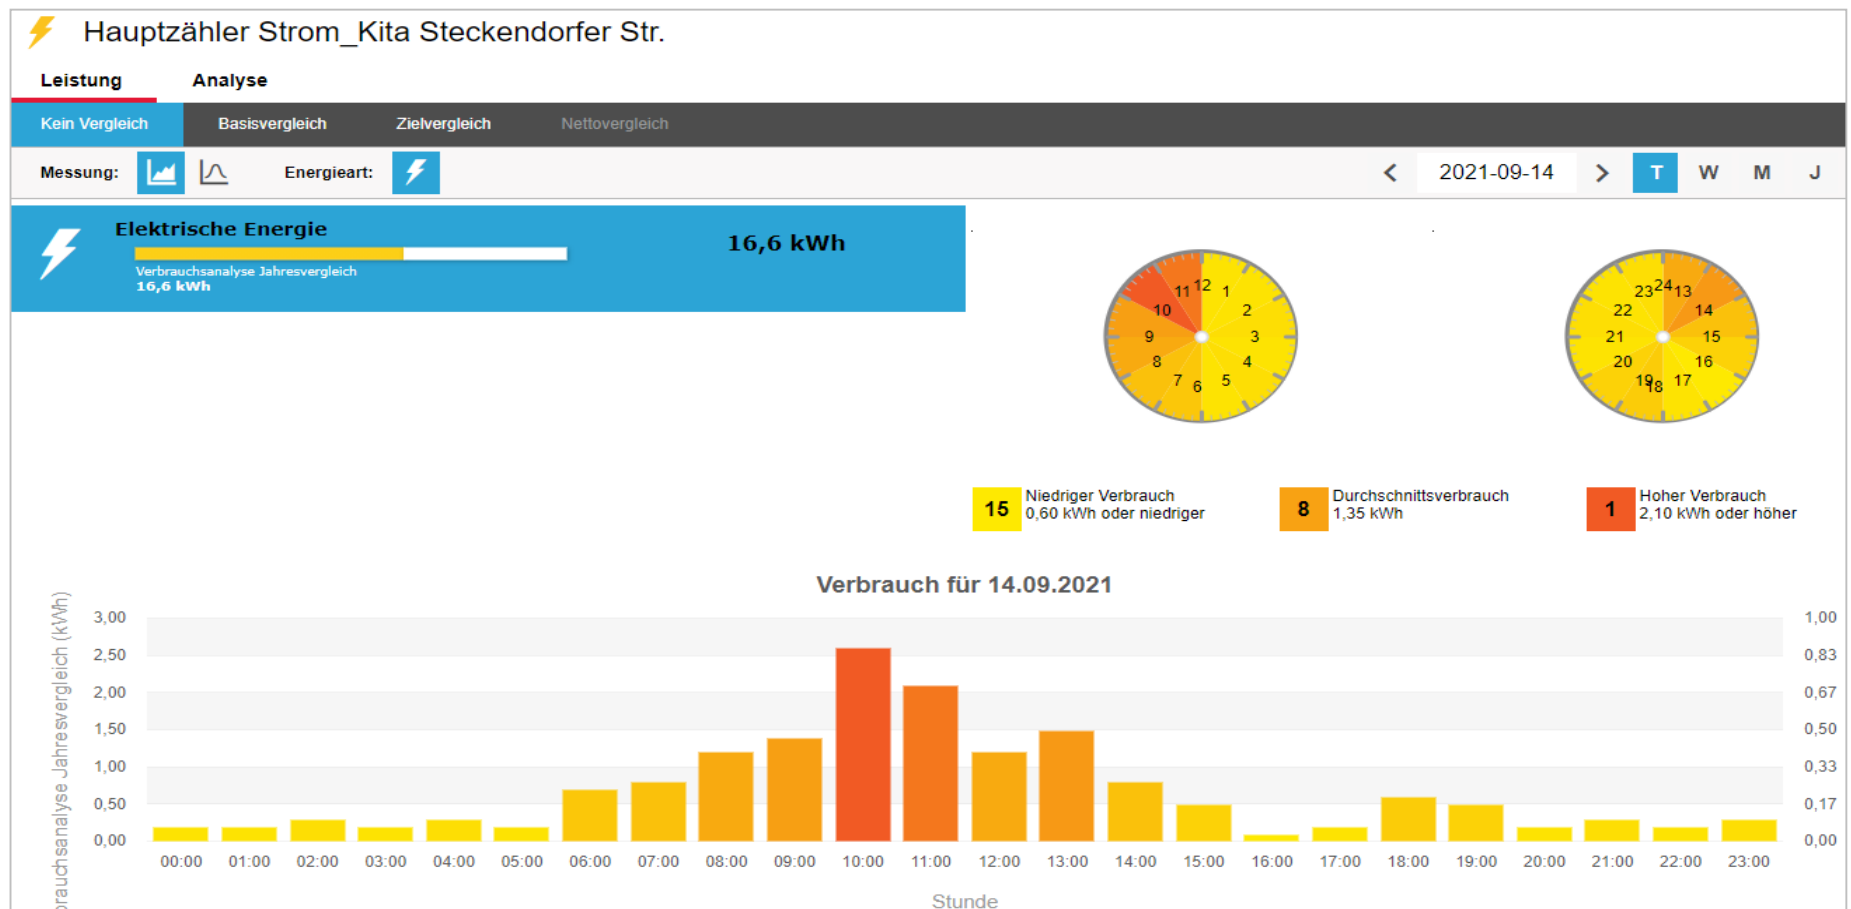 Hauptzähler Strom_Kita Steckendorfer Str.
Leistung Analyse
Kein Vergleich Basisvergleich Zielvergleich Nettovergleich
Messung: Energieart: < 2021-09-14 > T W M J
Elektrische Energie
16,6 kWh
Verbrauchsanalyse Jahresvergleich
16,6 kWh
12 1 2 3 4 5 6 7 8 9 10 11
24 13 14 15 16 17 18 19 20 21 22 23
15 Niedriger Verbrauch
0,60 kWh oder niedriger
8 Durchschnittsverbrauch
1,35 kWh
1 Hoher Verbrauch
2,10 kWh oder höher
Verbrauch für 14.09.2021
Jahresvergleich (kWh)
3,00 1,00
2,50 0,83
2,00 0,67
1,50 0,50
1,00 0,33
0,50 0,17
0,00 0,00
00:00 01:00 02:00 03:00 04:00 05:00 06:00 07:00 08:00 09:00 10:00 11:00 12:00 13:00 14:00 15:00 16:00 17:00 18:00 19:00 20:00 21:00 22:00 23:00
Stunde